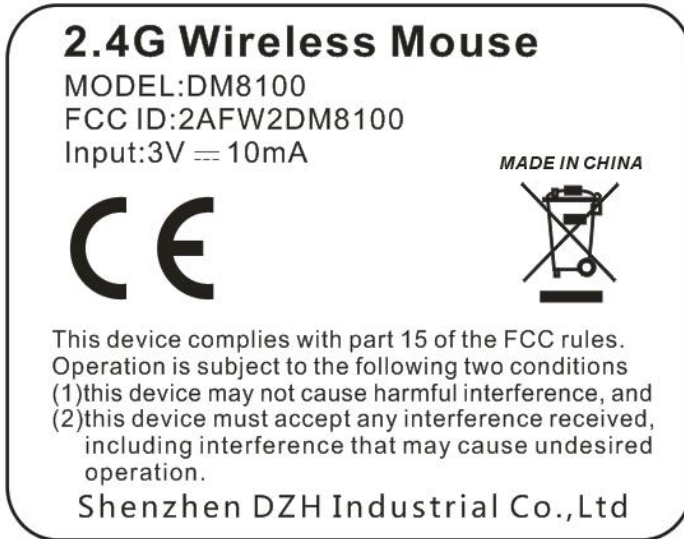 2.4G Wireless Mouse
MODEL:DM8100
FCC ID:2AFW2DM8100
Input:3V ⎓ 10mA
MADE IN CHINA
CE
This device complies with part 15 of the FCC rules.
Operation is subject to the following two conditions
(1)this device may not cause harmful interference, and
(2)this device must accept any interference received,
including interference that may cause undesired
operation.
Shenzhen DZH Industrial Co.,Ltd